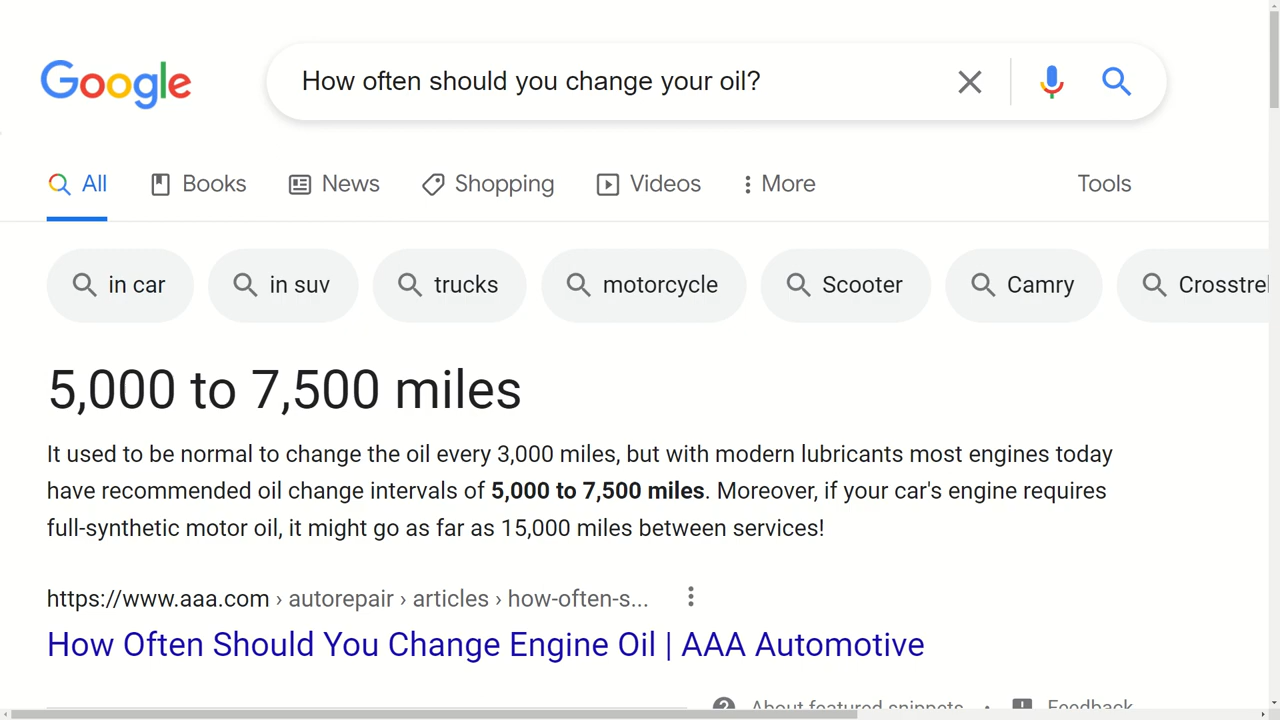 Google
How often should you change your oil?
All Books News Shopping Videos More Tools
in car in suv trucks motorcycle Scooter Camry Crosstrek
5,000 to 7,500 miles
It used to be normal to change the oil every 3,000 miles, but with modern lubricants most engines today
have recommended oil change intervals of 5,000 to 7,500 miles. Moreover, if your car's engine requires
full-synthetic motor oil, it might go as far as 15,000 miles between services!
https://www.aaa.com › autorepair › articles › how-often-s...
How Often Should You Change Engine Oil | AAA Automotive
About featured snippets • Feedback